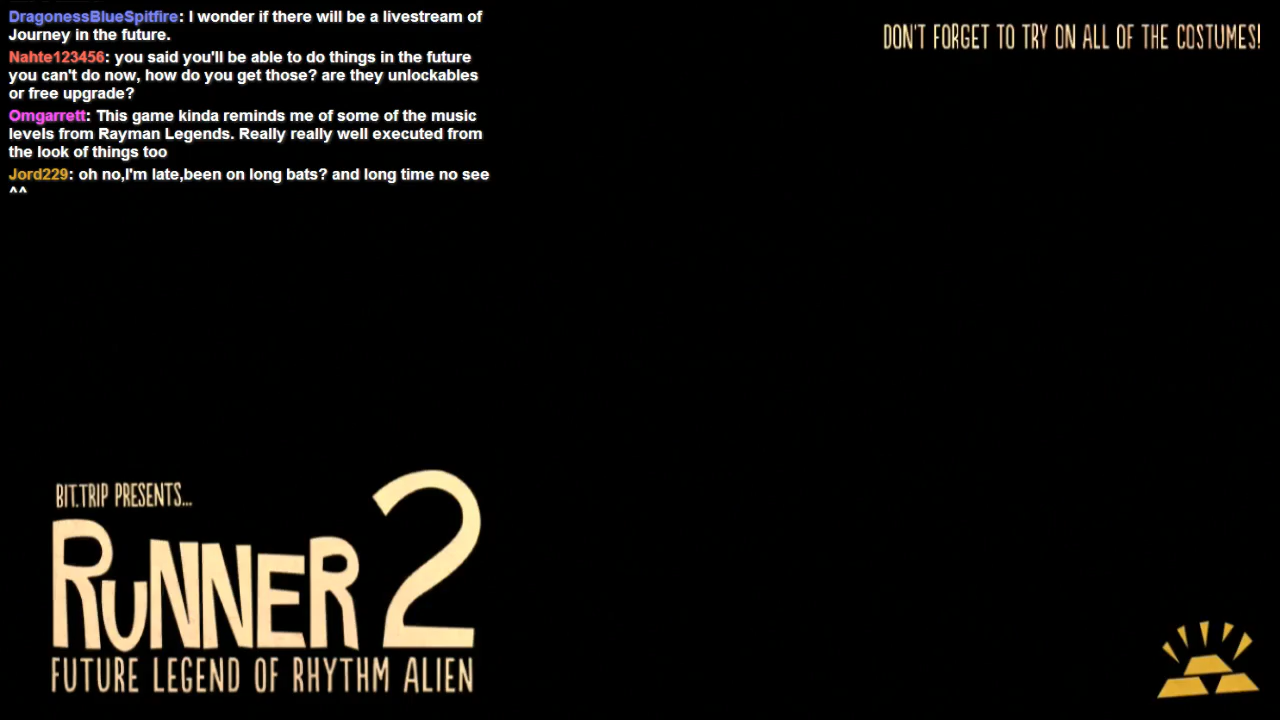 DragonessBlueSpitfire: I wonder if there will be a livestream of
Journey in the future.
Nahte123456: you said you'll be able to do things in the future
you can't do now, how do you get those? are they unlockables
or free upgrade?
Omgarrett: This game kinda reminds me of some of the music
levels from Rayman Legends. Really really well executed from
the look of things too
Jord229: oh no,I'm late,been on long bats? and long time no see
^^
DON'T FORGET TO TRY ON ALL OF THE COSTUMES!
BIT.TRIP PRESENTS...
RUNNER 2
FUTURE LEGEND OF RHYTHM ALIEN